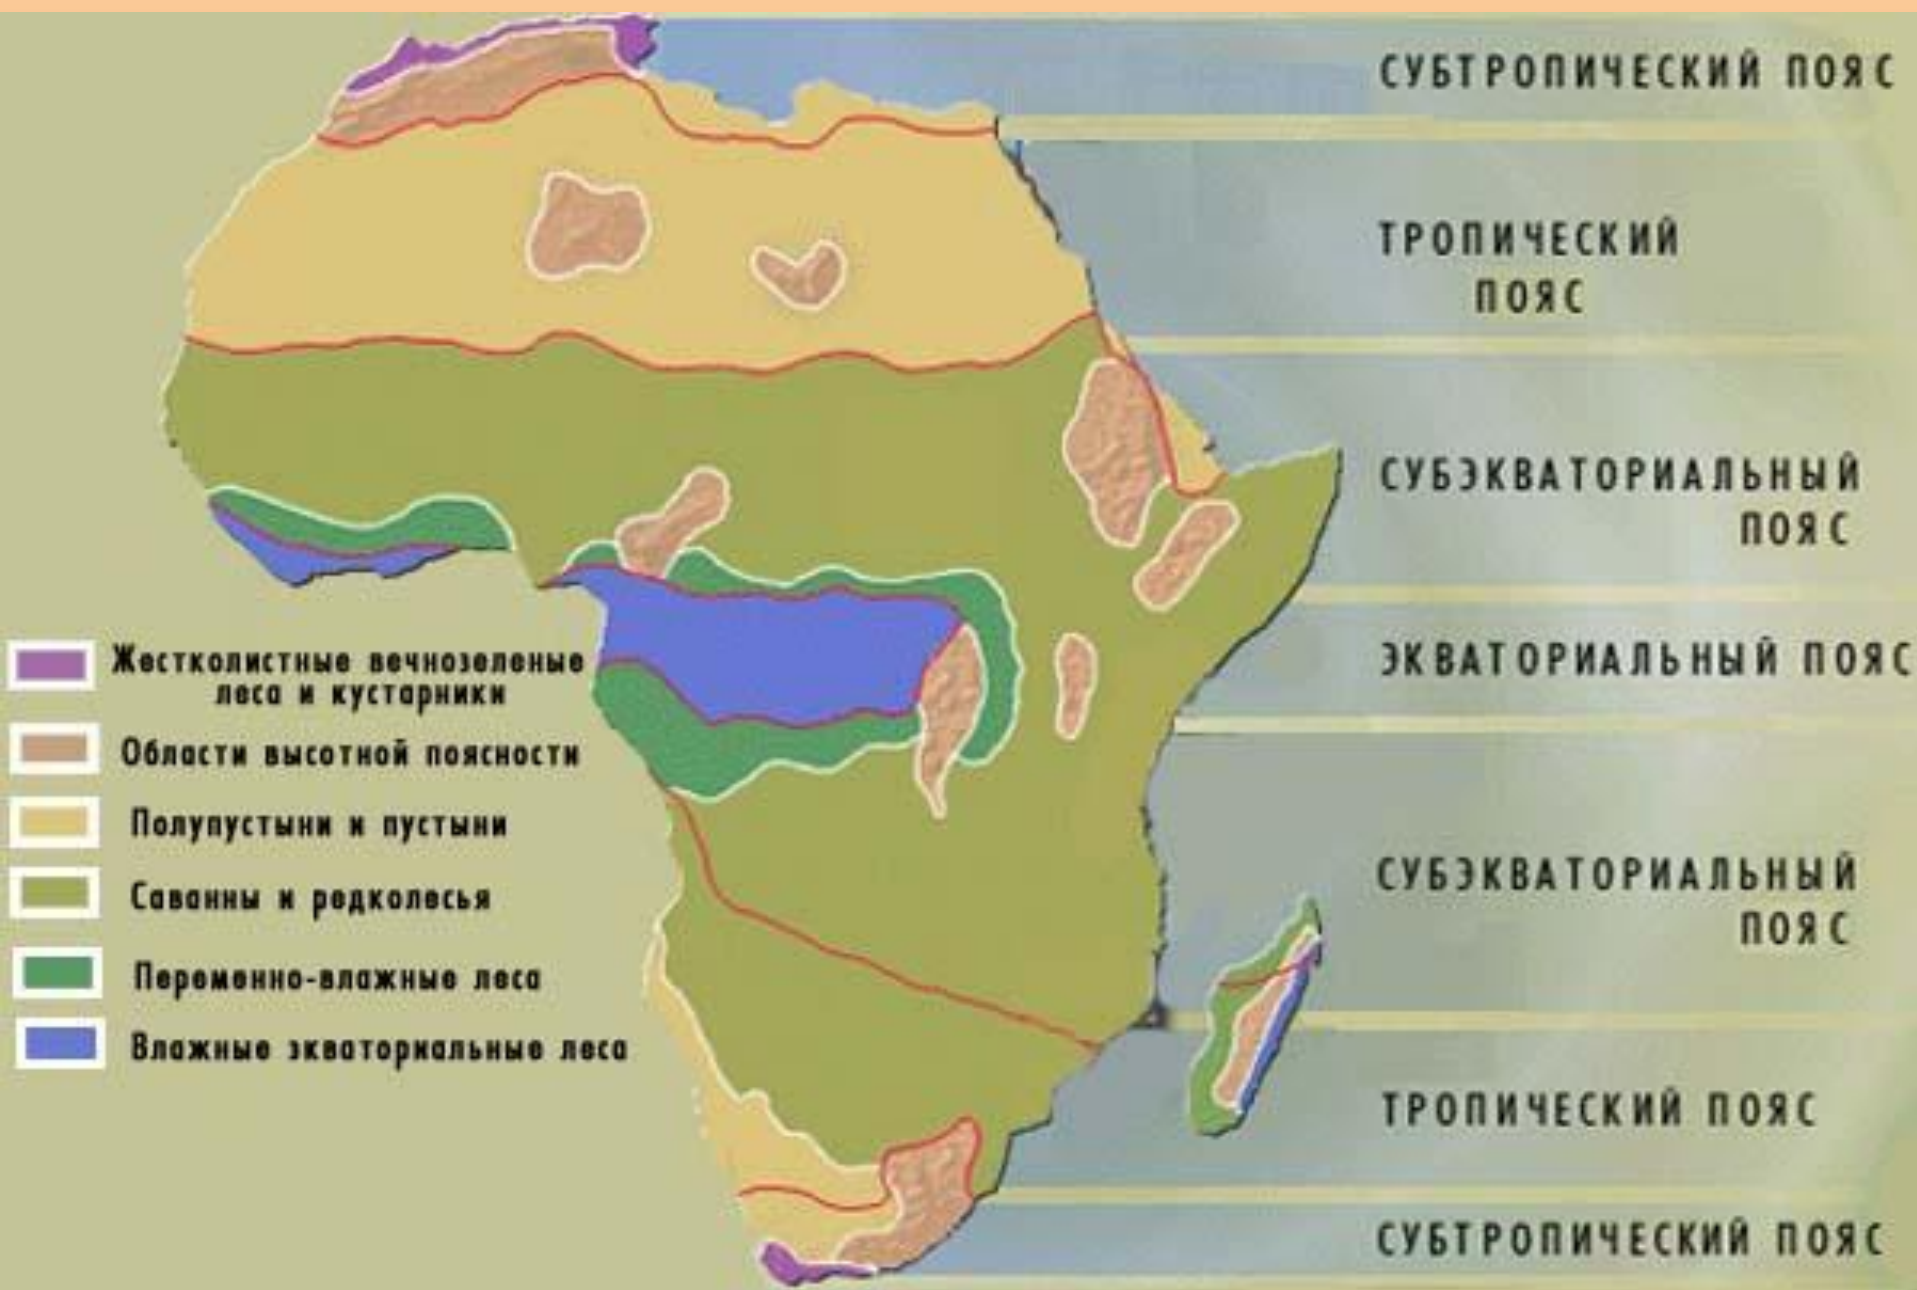 СУБТРОПИЧЕСКИЙ ПОЯС
ТРОПИЧЕСКИЙ
ПОЯС
СУБЭКВАТОРИАЛЬНЫЙ
ПОЯС
ЭКВАТОРИАЛЬНЫЙ ПОЯС
СУБЭКВАТОРИАЛЬНЫЙ
ПОЯС
ТРОПИЧЕСКИЙ ПОЯС
СУБТРОПИЧЕСКИЙ ПОЯС
Жестколистные вечнозеленые
леса и кустарники
Области высотной поясности
Полупустыни и пустыни
Саванны и редколесья
Переменно-влажные леса
Влажные экваториальные леса